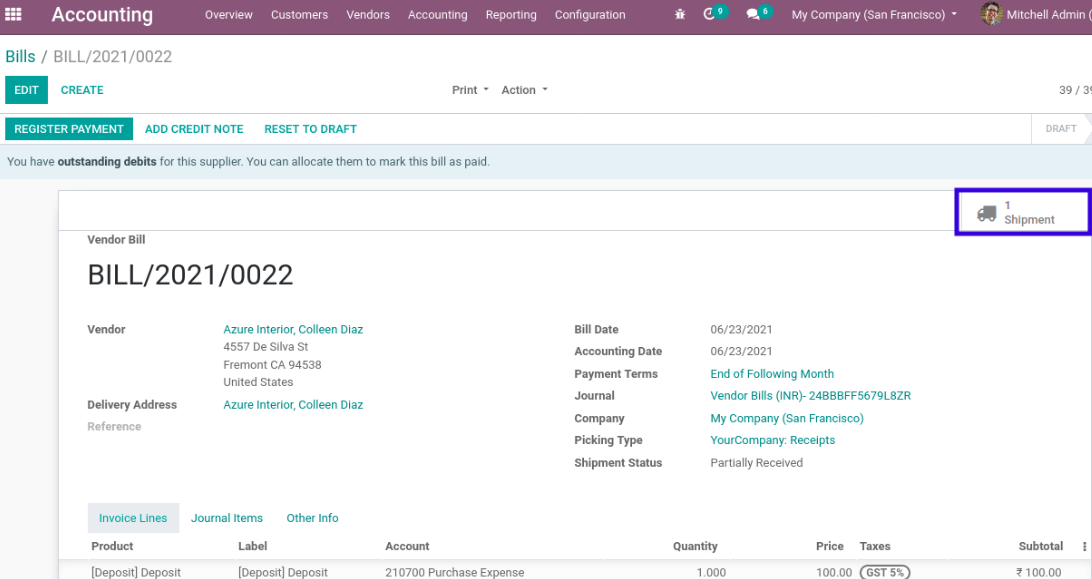 Accounting Overview Customers Vendors Accounting Reporting Configuration 9 6 My Company (San Francisco) Mitchell Admin (
Bills / BILL/2021/0022
EDIT CREATE Print Action 39 / 39
REGISTER PAYMENT ADD CREDIT NOTE RESET TO DRAFT DRAFT
You have outstanding debits for this supplier. You can allocate them to mark this bill as paid.
1
Shipment
Vendor Bill
BILL/2021/0022
Vendor Azure Interior, Colleen Diaz Bill Date 06/23/2021
4557 De Silva St Accounting Date 06/23/2021
Fremont CA 94538 Payment Terms End of Following Month
United States Journal Vendor Bills (INR)- 24BBBFF5679L8ZR
Delivery Address Azure Interior, Colleen Diaz Company My Company (San Francisco)
Reference Picking Type YourCompany: Receipts
Shipment Status Partially Received
Invoice Lines Journal Items Other Info
Product Label Account Quantity Price Taxes Subtotal
[Deposit] Deposit [Deposit] Deposit 210700 Purchase Expense 1.000 100.00 GST 5% ₹ 100.00